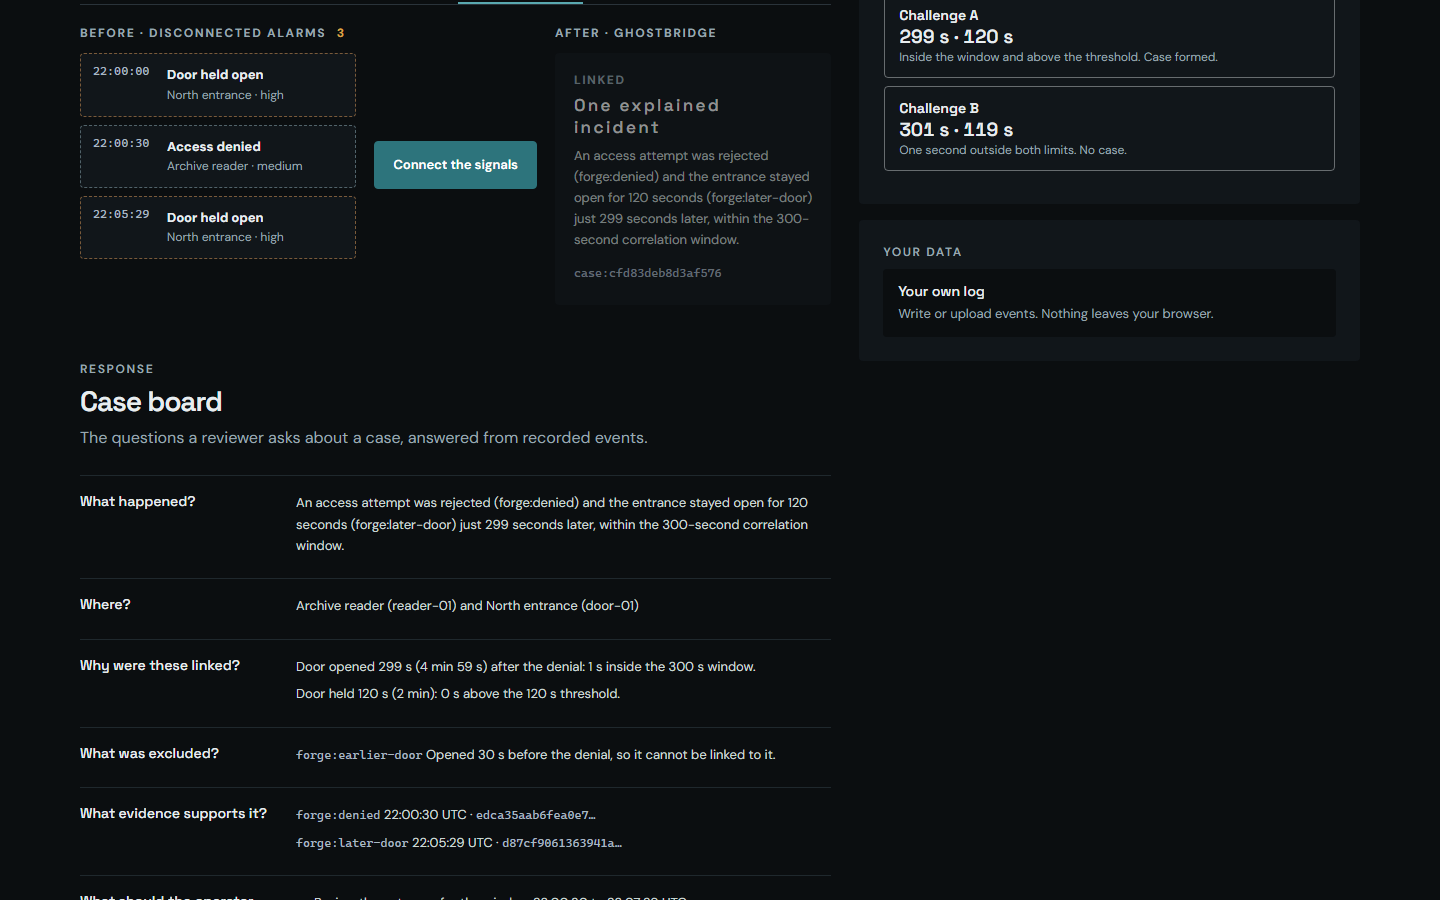 BEFORE · DISCONNECTED ALARMS 3
22:00:00 Door held open
North entrance · high
22:00:30 Access denied
Archive reader · medium
22:05:29 Door held open
North entrance · high
Connect the signals
AFTER · GHOSTBRIDGE
LINKED
One explained
incident
An access attempt was rejected
(forge:denied) and the entrance stayed
open for 120 seconds (forge:later-door)
just 299 seconds later, within the 300-
second correlation window.
case:cfd83deb8d3af576
Challenge A
299 s · 120 s
Inside the window and above the threshold. Case formed.
Challenge B
301 s · 119 s
One second outside both limits. No case.
YOUR DATA
Your own log
Write or upload events. Nothing leaves your browser.
RESPONSE
Case board
The questions a reviewer asks about a case, answered from recorded events.
What happened?
An access attempt was rejected (forge:denied) and the entrance stayed open for 120
seconds (forge:later-door) just 299 seconds later, within the 300-second correlation
window.
Where?
Archive reader (reader-01) and North entrance (door-01)
Why were these linked?
Door opened 299 s (4 min 59 s) after the denial: 1 s inside the 300 s window.
Door held 120 s (2 min): 0 s above the 120 s threshold.
What was excluded?
forge:earlier-door Opened 30 s before the denial, so it cannot be linked to it.
What evidence supports it?
forge:denied 22:00:30 UTC · edca35aab6fea0e7…
forge:later-door 22:05:29 UTC · d87cf9061363941a…
What should the operator